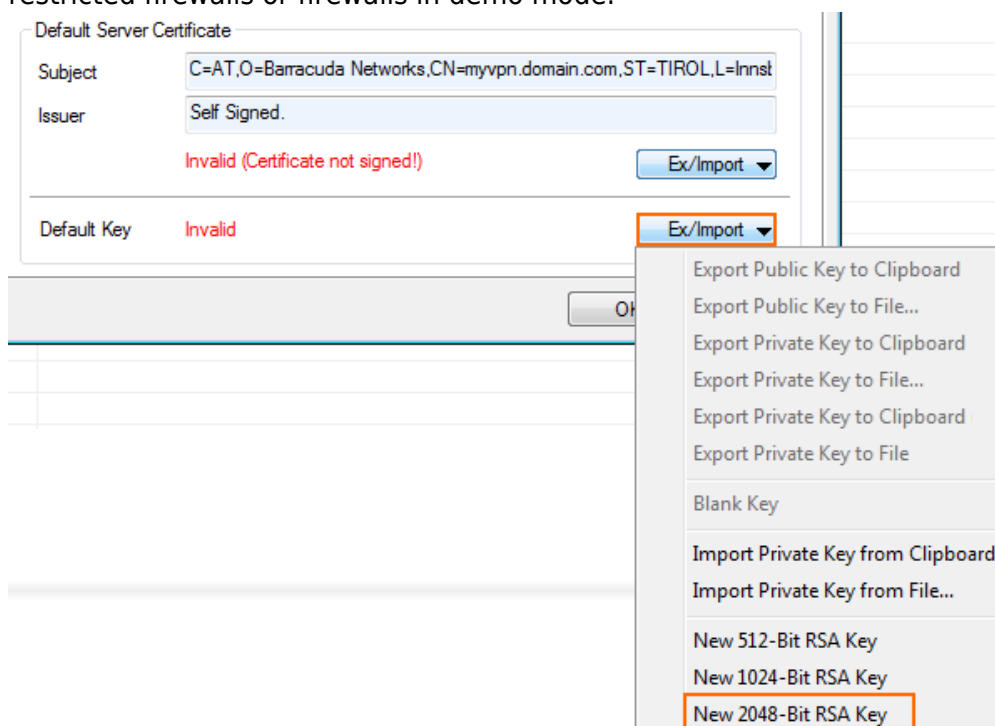 restricted firewalls or firewalls in demo mode.
Default Server Certificate
Subject
C=AT,O=Barracuda Networks,CN=myvpn.domain.com,ST=TIROL,L=Innst
Issuer
Self Signed.
Invalid (Certificate not signed!)
Ex/Import
Default Key
Invalid
Ex/Import
Export Public Key to Clipboard
Export Public Key to File...
Export Private Key to Clipboard
Export Private Key to File...
Export Private Key to Clipboard
Export Private Key to File
Blank Key
Import Private Key from Clipboard
Import Private Key from File...
New 512-Bit RSA Key
New 1024-Bit RSA Key
New 2048-Bit RSA Key